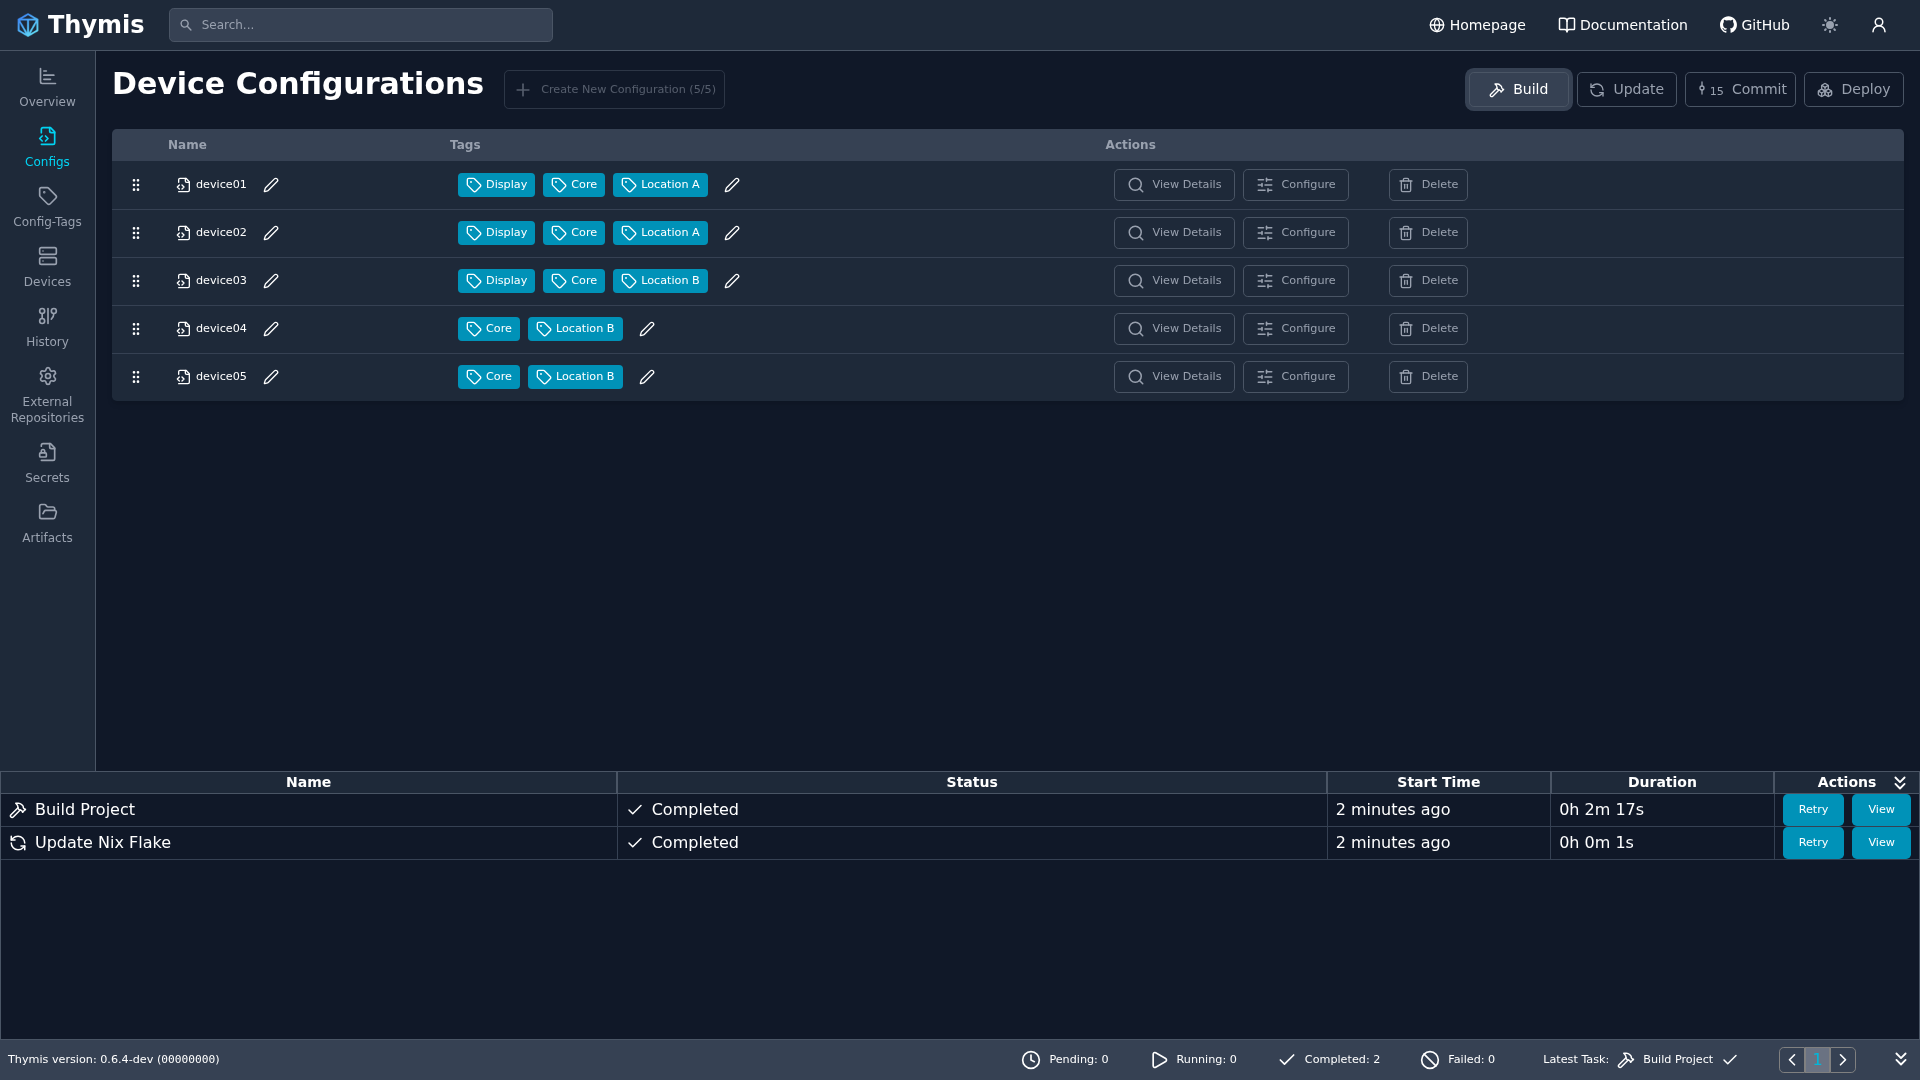 Thymis
Search...
Homepage
Documentation
GitHub
Overview
Configs
Config-Tags
Devices
History
External
Repositories
Secrets
Artifacts
Device Configurations
Create New Configuration (5/5)
Build
Update
15 Commit
Deploy
Name Tags Actions
device01 Display Core Location A View Details Configure Delete
device02 Display Core Location A View Details Configure Delete
device03 Display Core Location B View Details Configure Delete
device04 Core Location B View Details Configure Delete
device05 Core Location B View Details Configure Delete
Name Status Start Time Duration Actions
Build Project Completed 2 minutes ago 0h 2m 17s Retry View
Update Nix Flake Completed 2 minutes ago 0h 0m 1s Retry View
Thymis version: 0.6.4-dev (00000000)
Pending: 0
Running: 0
Completed: 2
Failed: 0
Latest Task: Build Project
1